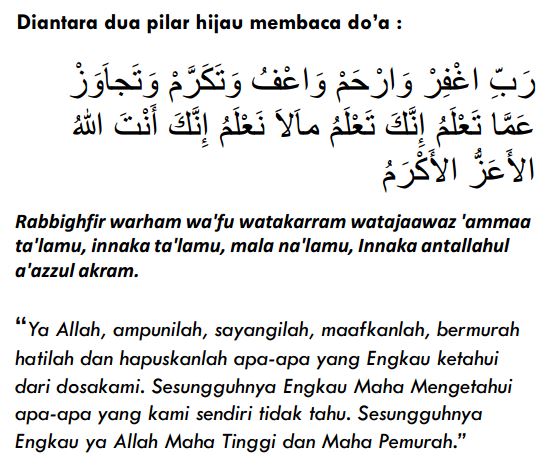 Diantara dua pilar hijau membaca do’a :
رَبِّ اغْفِرْ وَارْحَمْ وَاعْفُ وَتَكَرَّمْ وَتَجاَوَزْ
عَمَّا تَعْلَمُ إِنَّكَ تَعْلَمُ ماَلاَ نَعْلَمُ إِنَّكَ أَنْتَ اللهُ
الأَعَزُّ الأَكْرَمُ
Rabbighfir warham wa'fu watakarram watajaawaz 'ammaa
ta'lamu, innaka ta'lamu, mala na'lamu, Innaka antallahul
a'azzul akram.
“Ya Allah, ampunilah, sayangilah, maafkanlah, bermurah
hatilah dan hapuskanlah apa-apa yang Engkau ketahui
dari dosakami. Sesungguhnya Engkau Maha Mengetahui
apa-apa yang kami sendiri tidak tahu. Sesungguhnya
Engkau ya Allah Maha Tinggi dan Maha Pemurah.”